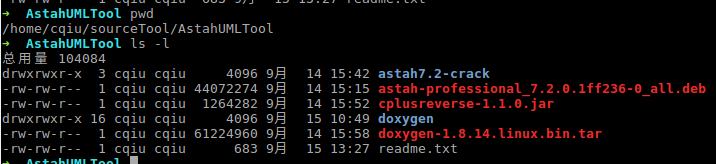 -rw-rw-r-- 1 cqiu cqiu 683 9月 15 13:27 readme.txt
➜ AstahUMLTool pwd
/home/cqiu/sourceTool/AstahUMLTool
➜ AstahUMLTool ls -l
总用量 104084
drwxrwxr-x 3 cqiu cqiu 4096 9月 14 15:42 astah7.2-crack
-rw-rw-r-- 1 cqiu cqiu 44072274 9月 14 15:15 astah-professional_7.2.0.1ff236-0_all.deb
-rw-rw-r-- 1 cqiu cqiu 1264282 9月 14 15:52 cplusreverse-1.1.0.jar
drwxrwxr-x 16 cqiu cqiu 4096 9月 15 10:49 doxygen
-rw-rw-r-- 1 cqiu cqiu 61224960 9月 14 15:58 doxygen-1.8.14.linux.bin.tar
-rw-rw-r-- 1 cqiu cqiu 683 9月 15 13:27 readme.txt
➜ AstahUMLTool